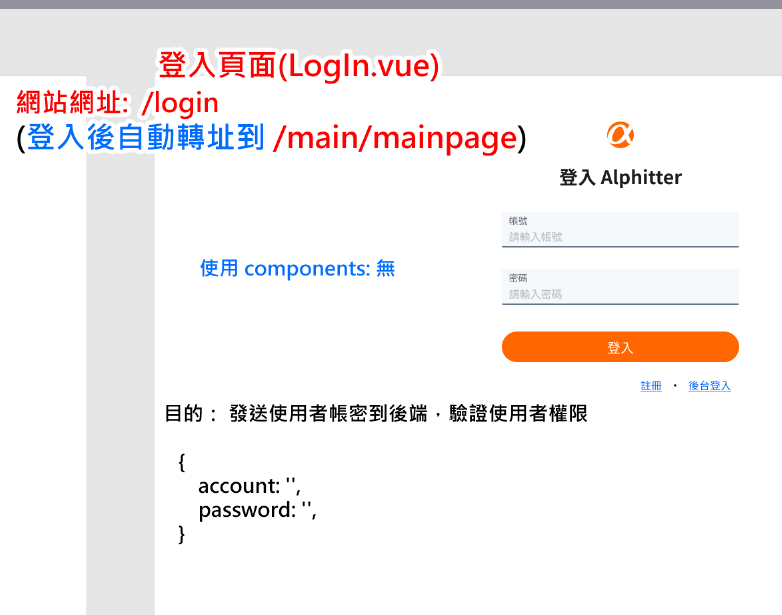 登入頁面(LogIn.vue)
網站網址: /login
(登入後自動轉址到 /main/mainpage)
登入 Alphitter
帳號
請輸入帳號
使用 components: 無
密碼
請輸入密碼
登入
註冊 • 後台登入
目的： 發送使用者帳密到後端，驗證使用者權限
{
account: '',
password: '',
}